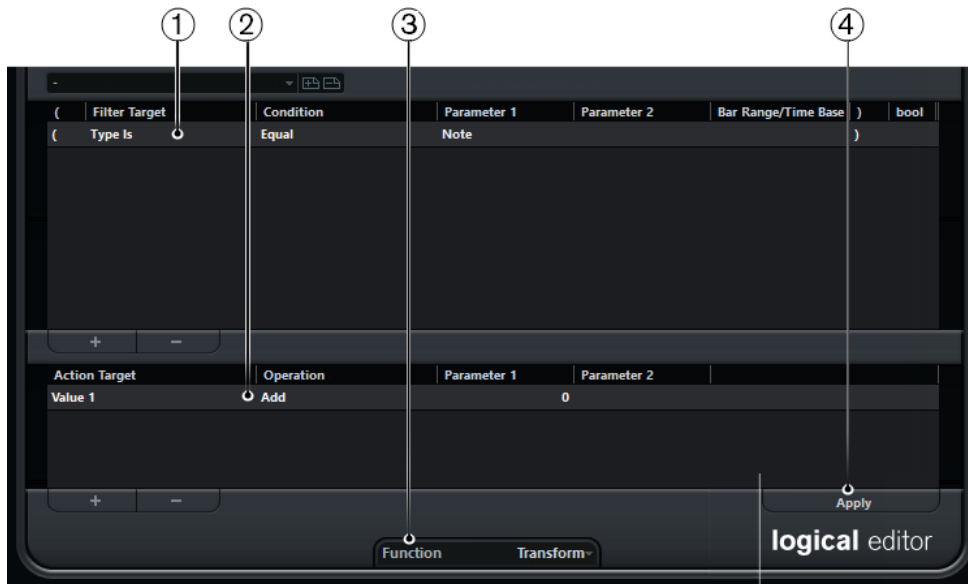 1 2 3 4
-
( Filter Target Condition Parameter 1 Parameter 2 Bar Range/Time Base ) bool
( Type Is Equal Note )
+ −
Action Target Operation Parameter 1 Parameter 2
Value 1 Add 0
+ − Apply
logical editor
Function Transform